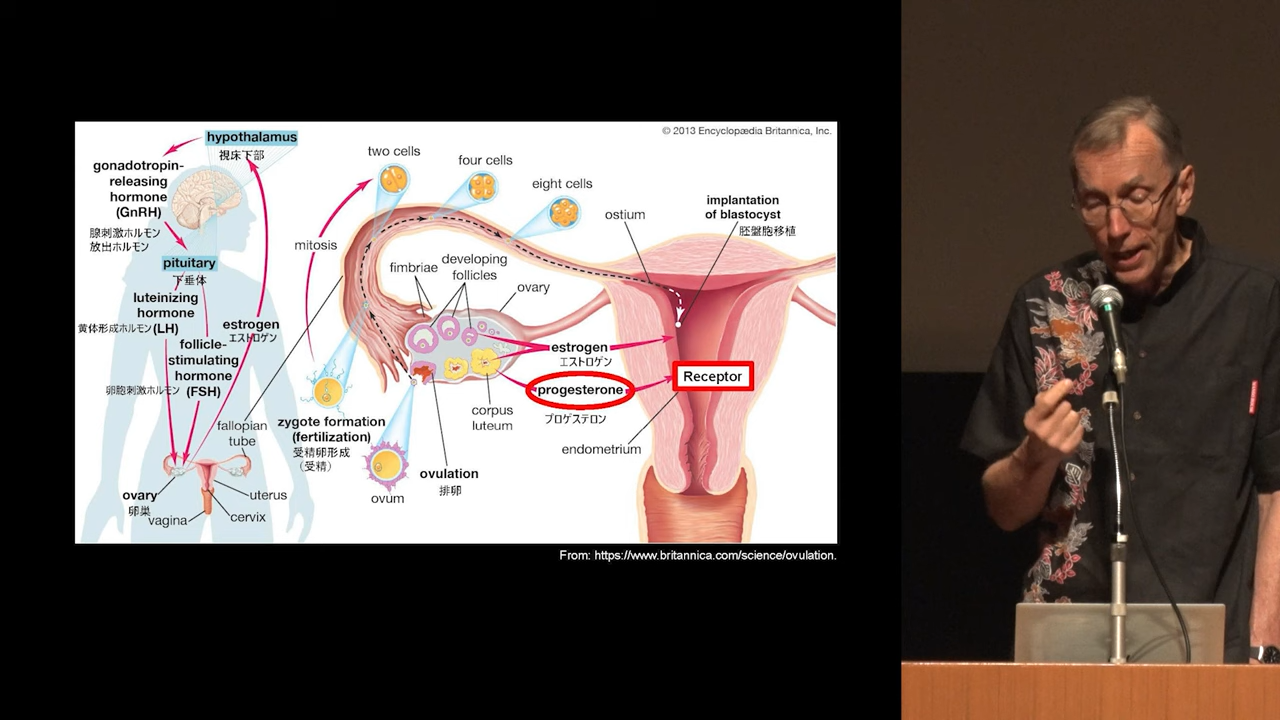 © 2013 Encyclopædia Britannica, Inc.
hypothalamus
視床下部
gonadotropin-
releasing
hormone
(GnRH)
腺刺激ホルモン
放出ホルモン
pituitary
下垂体
luteinizing
hormone
黄体形成ホルモン(LH)
estrogen
エストロゲン
follicle-
stimulating
hormone
卵胞刺激ホルモン (FSH)
fallopian
tube
ovary
卵巣
vagina
uterus
cervix
two cells
four cells
eight cells
mitosis
fimbriae
developing
follicles
ovary
ostium
implantation
of blastocyst
胚盤胞移植
estrogen
エストロゲン
progesterone
プロゲステロン
Receptor
corpus
luteum
endometrium
zygote formation
(fertilization)
受精卵形成
（受精）
ovum
ovulation
排卵
From: https://www.britannica.com/science/ovulation.